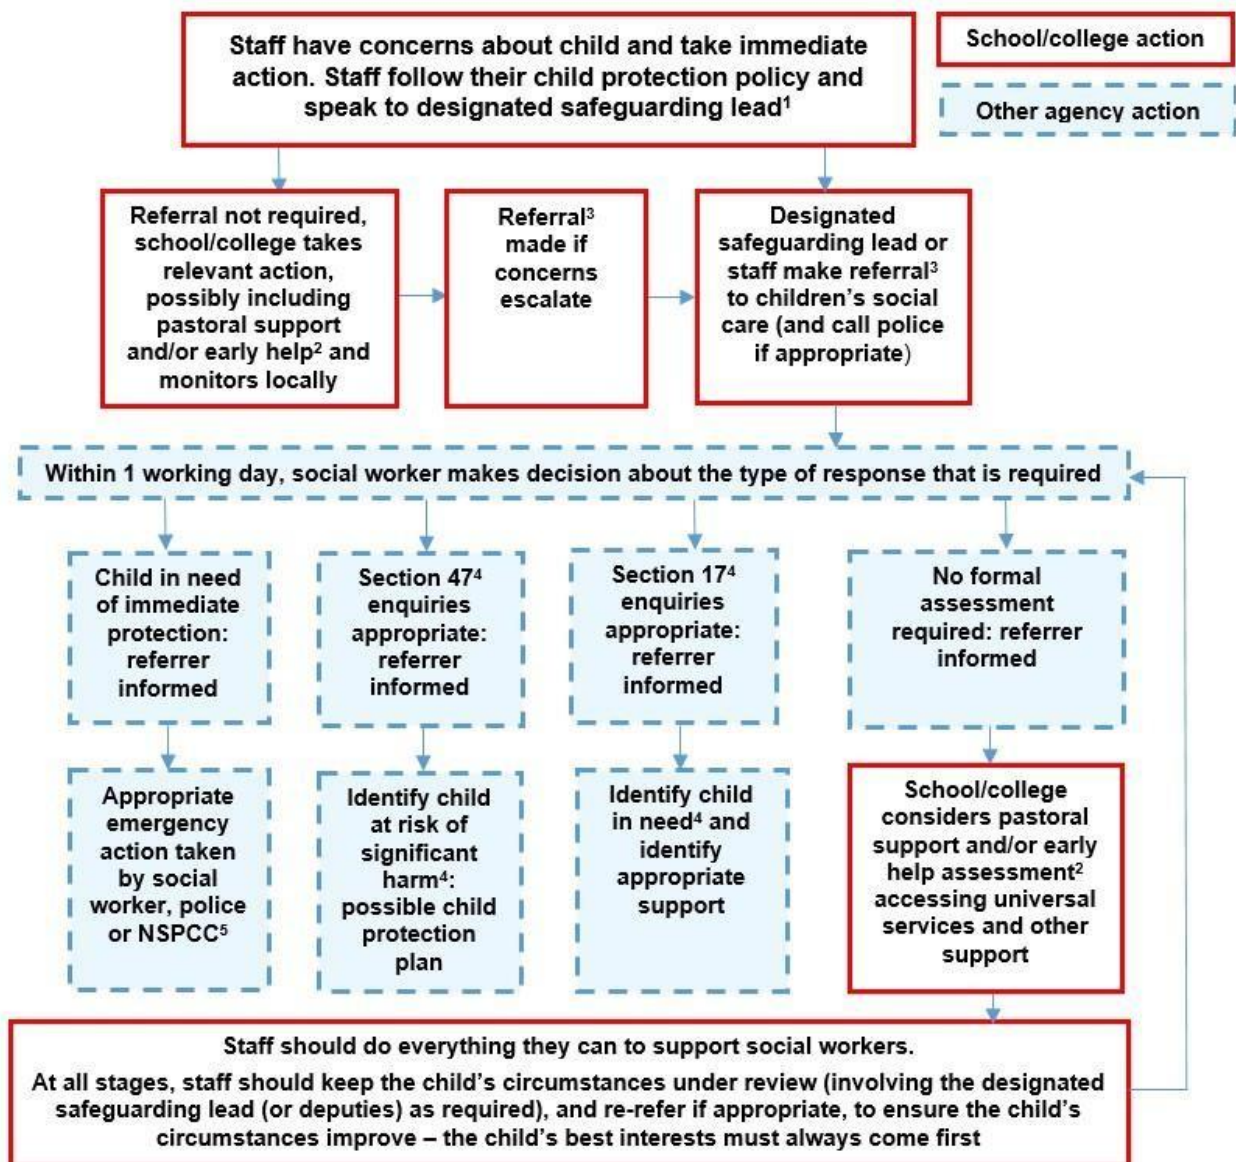 Staff have concerns about child and take immediate
action. Staff follow their child protection policy and
speak to designated safeguarding lead¹
School/college action
Other agency action
Referral not required,
school/college takes
relevant action,
possibly including
pastoral support
and/or early help² and
monitors locally
Referral³
made if
concerns
escalate
Designated
safeguarding lead or
staff make referral³
to children’s social
care (and call police
if appropriate)
Within 1 working day, social worker makes decision about the type of response that is required
Child in need
of immediate
protection:
referrer
informed
Section 47⁴
enquiries
appropriate:
referrer
informed
Section 17⁴
enquiries
appropriate:
referrer
informed
No formal
assessment
required: referrer
informed
Appropriate
emergency
action taken
by social
worker, police
or NSPCC⁵
Identify child
at risk of
significant
harm⁴:
possible child
protection
plan
Identify child
in need⁴ and
identify
appropriate
support
School/college
considers pastoral
support and/or early
help assessment²
accessing universal
services and other
support
Staff should do everything they can to support social workers.
At all stages, staff should keep the child’s circumstances under review (involving the designated
safeguarding lead (or deputies) as required), and re-refer if appropriate, to ensure the child’s
circumstances improve – the child’s best interests must always come first